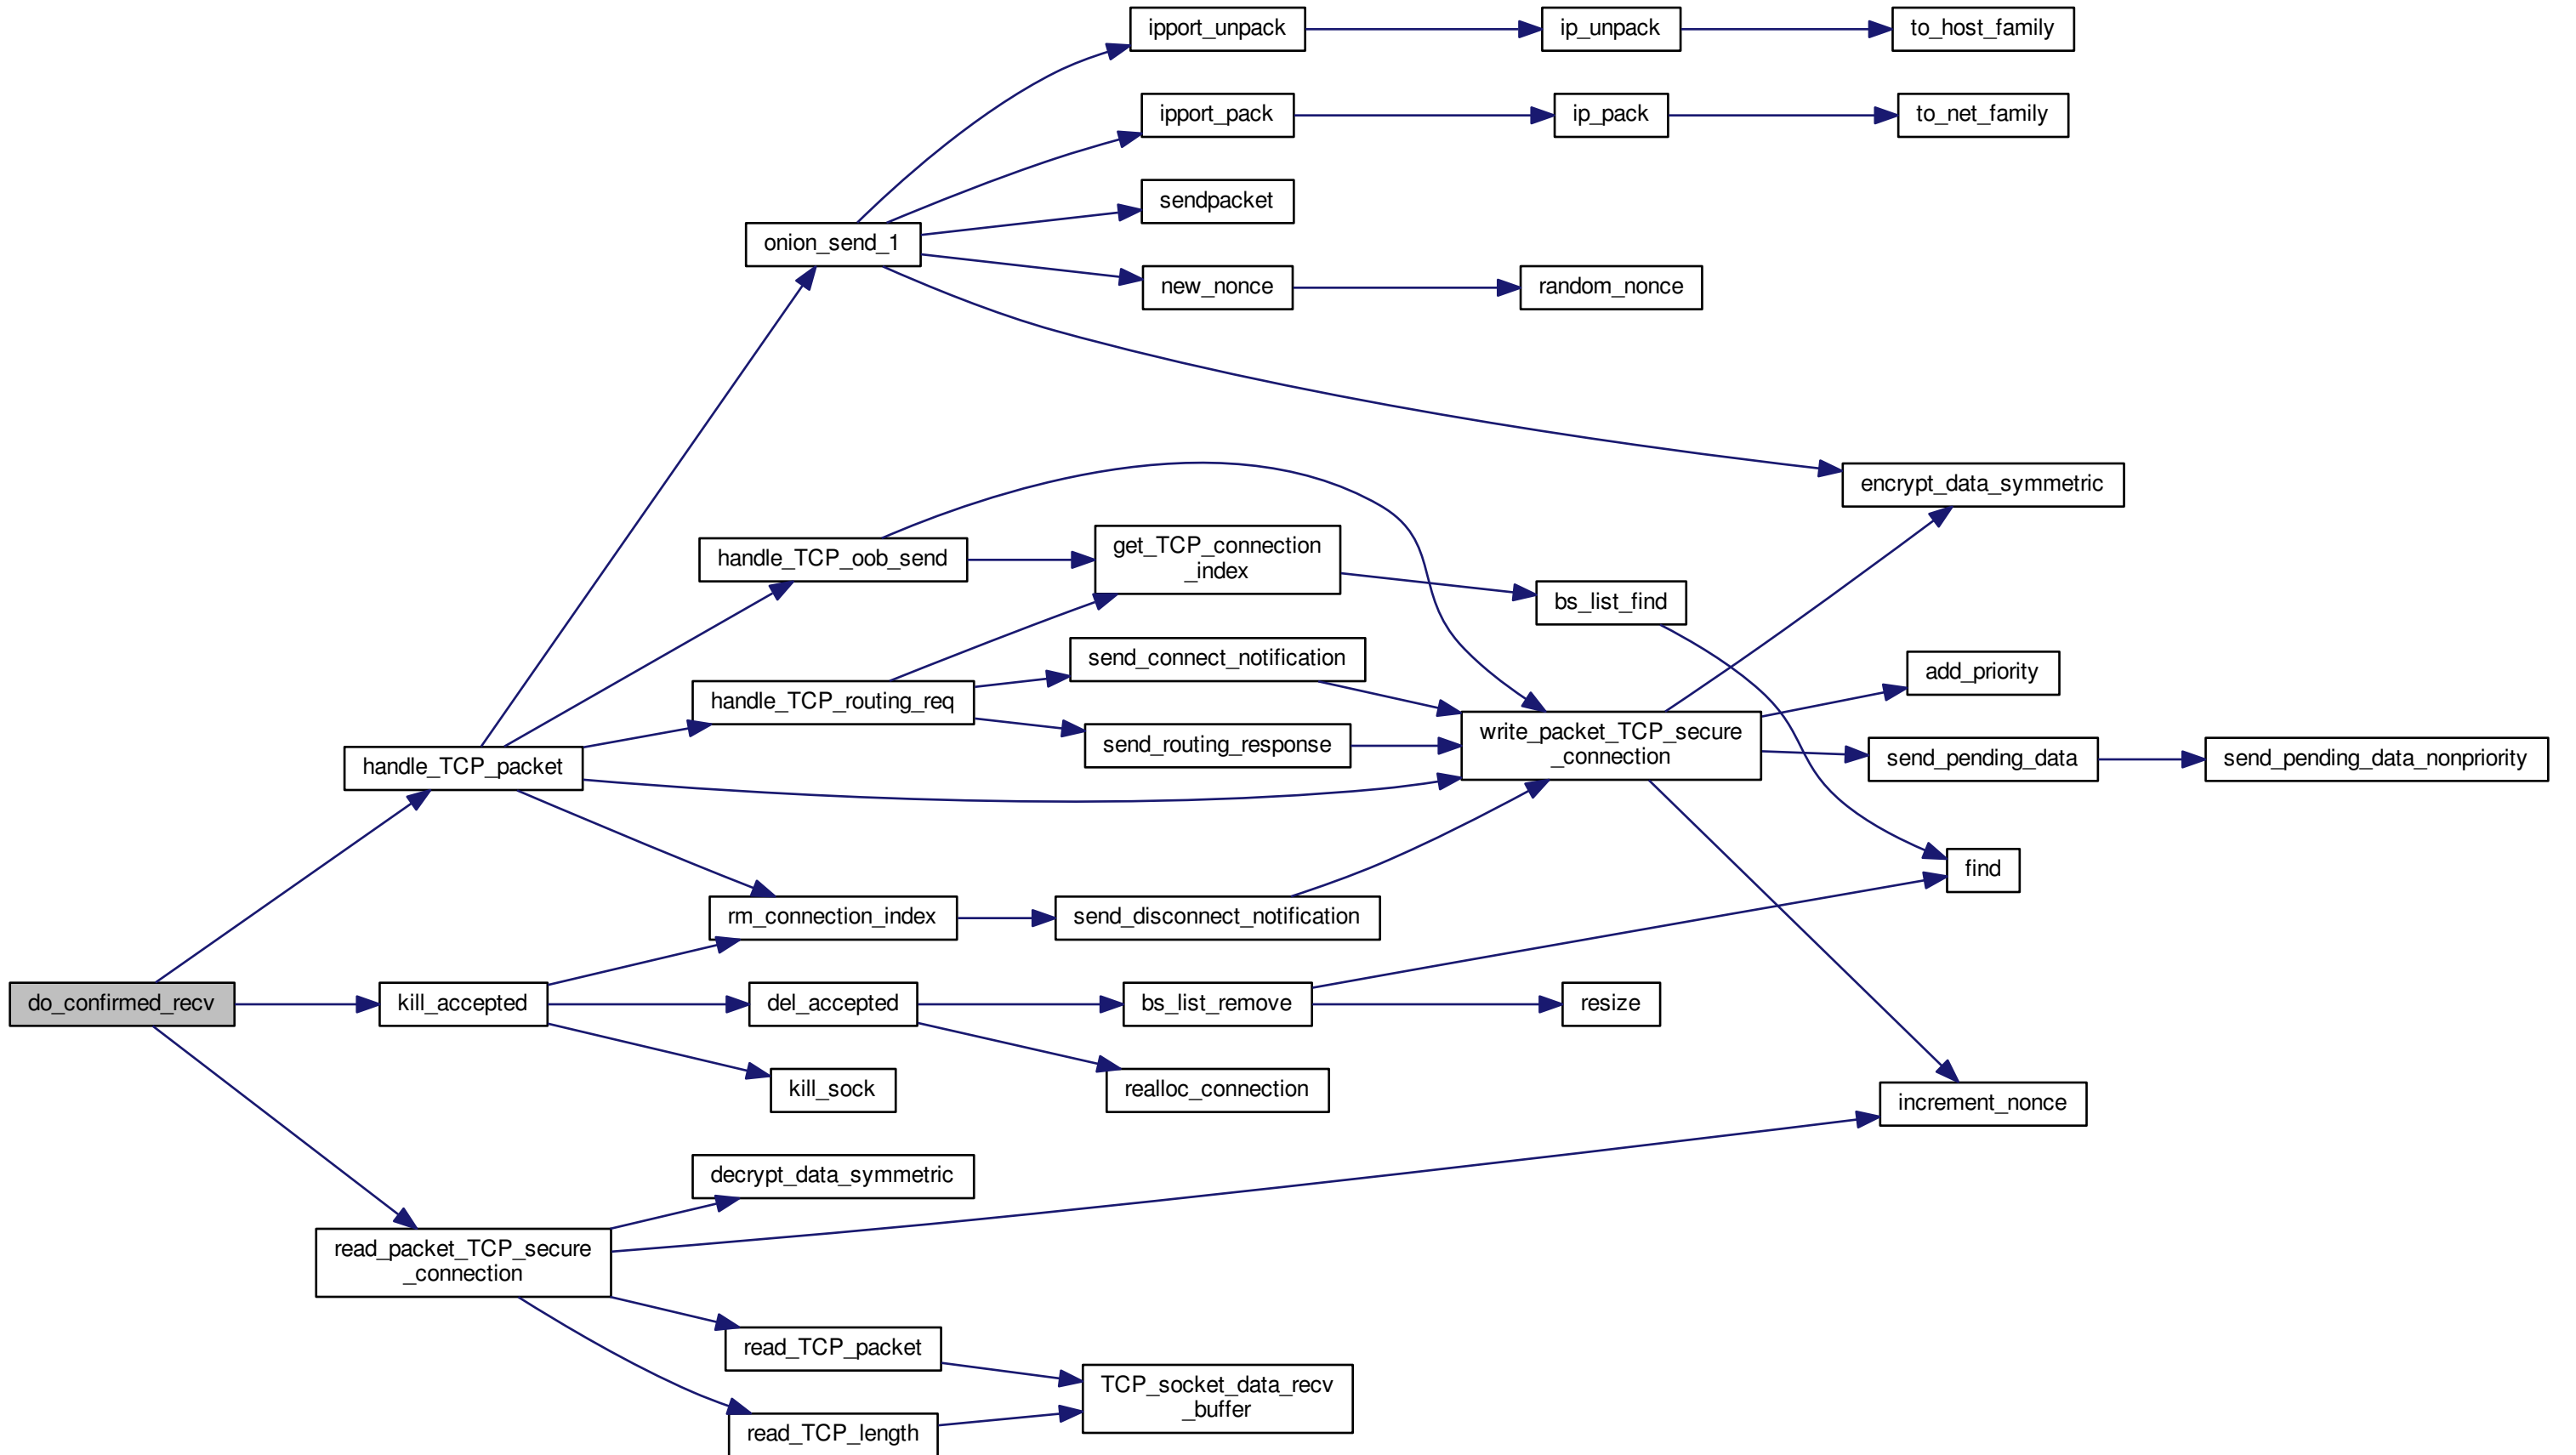 ipport_unpack
ip_unpack
to_host_family
ipport_pack
ip_pack
to_net_family
sendpacket
onion_send_1
new_nonce
random_nonce
encrypt_data_symmetric
handle_TCP_oob_send
get_TCP_connection
_index
bs_list_find
send_connect_notification
add_priority
handle_TCP_routing_req
send_routing_response
write_packet_TCP_secure
_connection
send_pending_data
send_pending_data_nonpriority
handle_TCP_packet
find
rm_connection_index
send_disconnect_notification
do_confirmed_recv
kill_accepted
del_accepted
bs_list_remove
resize
kill_sock
realloc_connection
increment_nonce
decrypt_data_symmetric
read_packet_TCP_secure
_connection
read_TCP_packet
TCP_socket_data_recv
_buffer
read_TCP_length